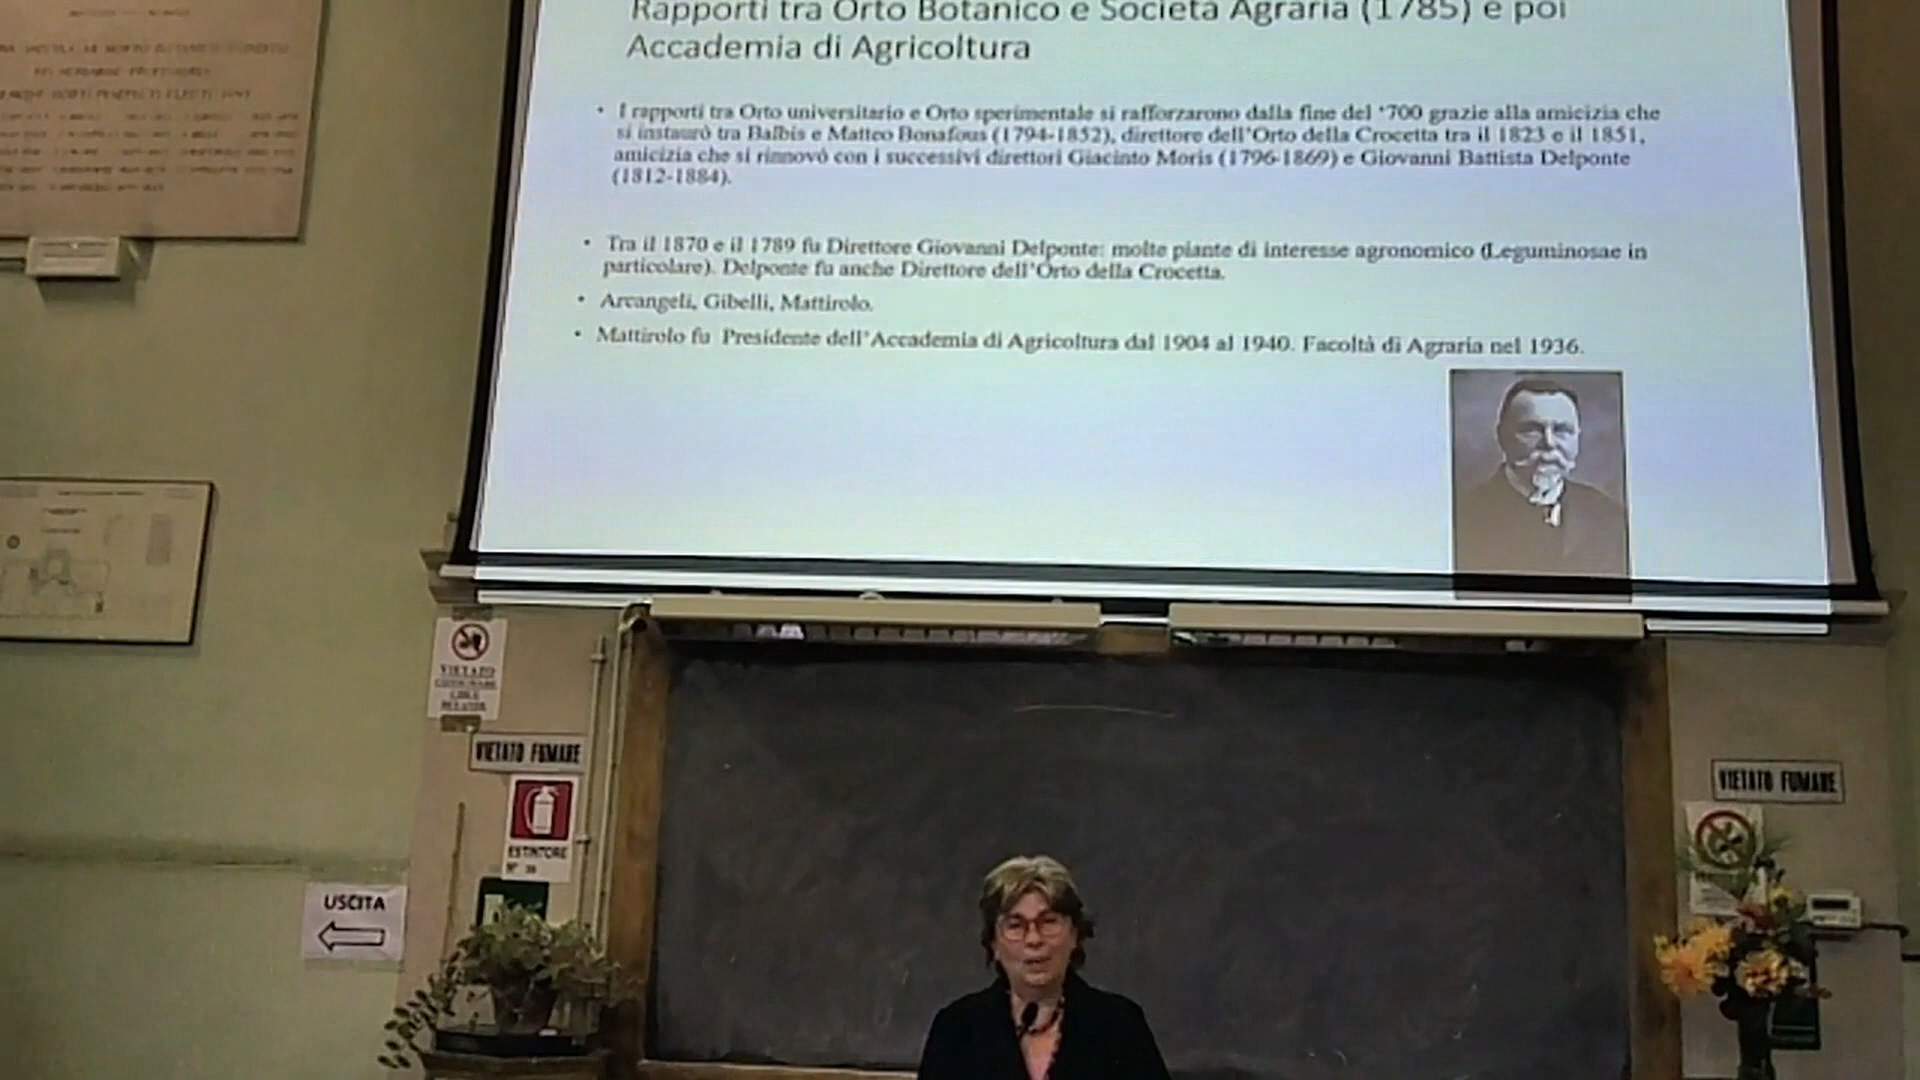 Rapporti tra Orto Botanico e Società Agraria (1785) e poi
Accademia di Agricoltura
• I rapporti tra Orto universitario e Orto sperimentale si rafforzarono dalla fine del '700 grazie alla amicizia che
si instaurò tra Balbis e Matteo Bonafous (1794-1852), direttore dell'Orto della Crocetta tra il 1823 e il 1851,
amicizia che si rinnovò con i successivi direttori Giacinto Moris (1796-1869) e Giovanni Battista Delponte
(1812-1884).
• Tra il 1870 e il 1789 fu Direttore Giovanni Delponte: molte piante di interesse agronomico (Leguminosae in
particolare). Delponte fu anche Direttore dell'Orto della Crocetta.
• Arcangeli, Gibelli, Mattirolo.
• Mattirolo fu Presidente dell'Accademia di Agricoltura dal 1904 al 1940. Facoltà di Agraria nel 1936.
VIETATO
VIETATO FUMARE
ESTINTORE
N°
USCITA
VIETATO FUMARE